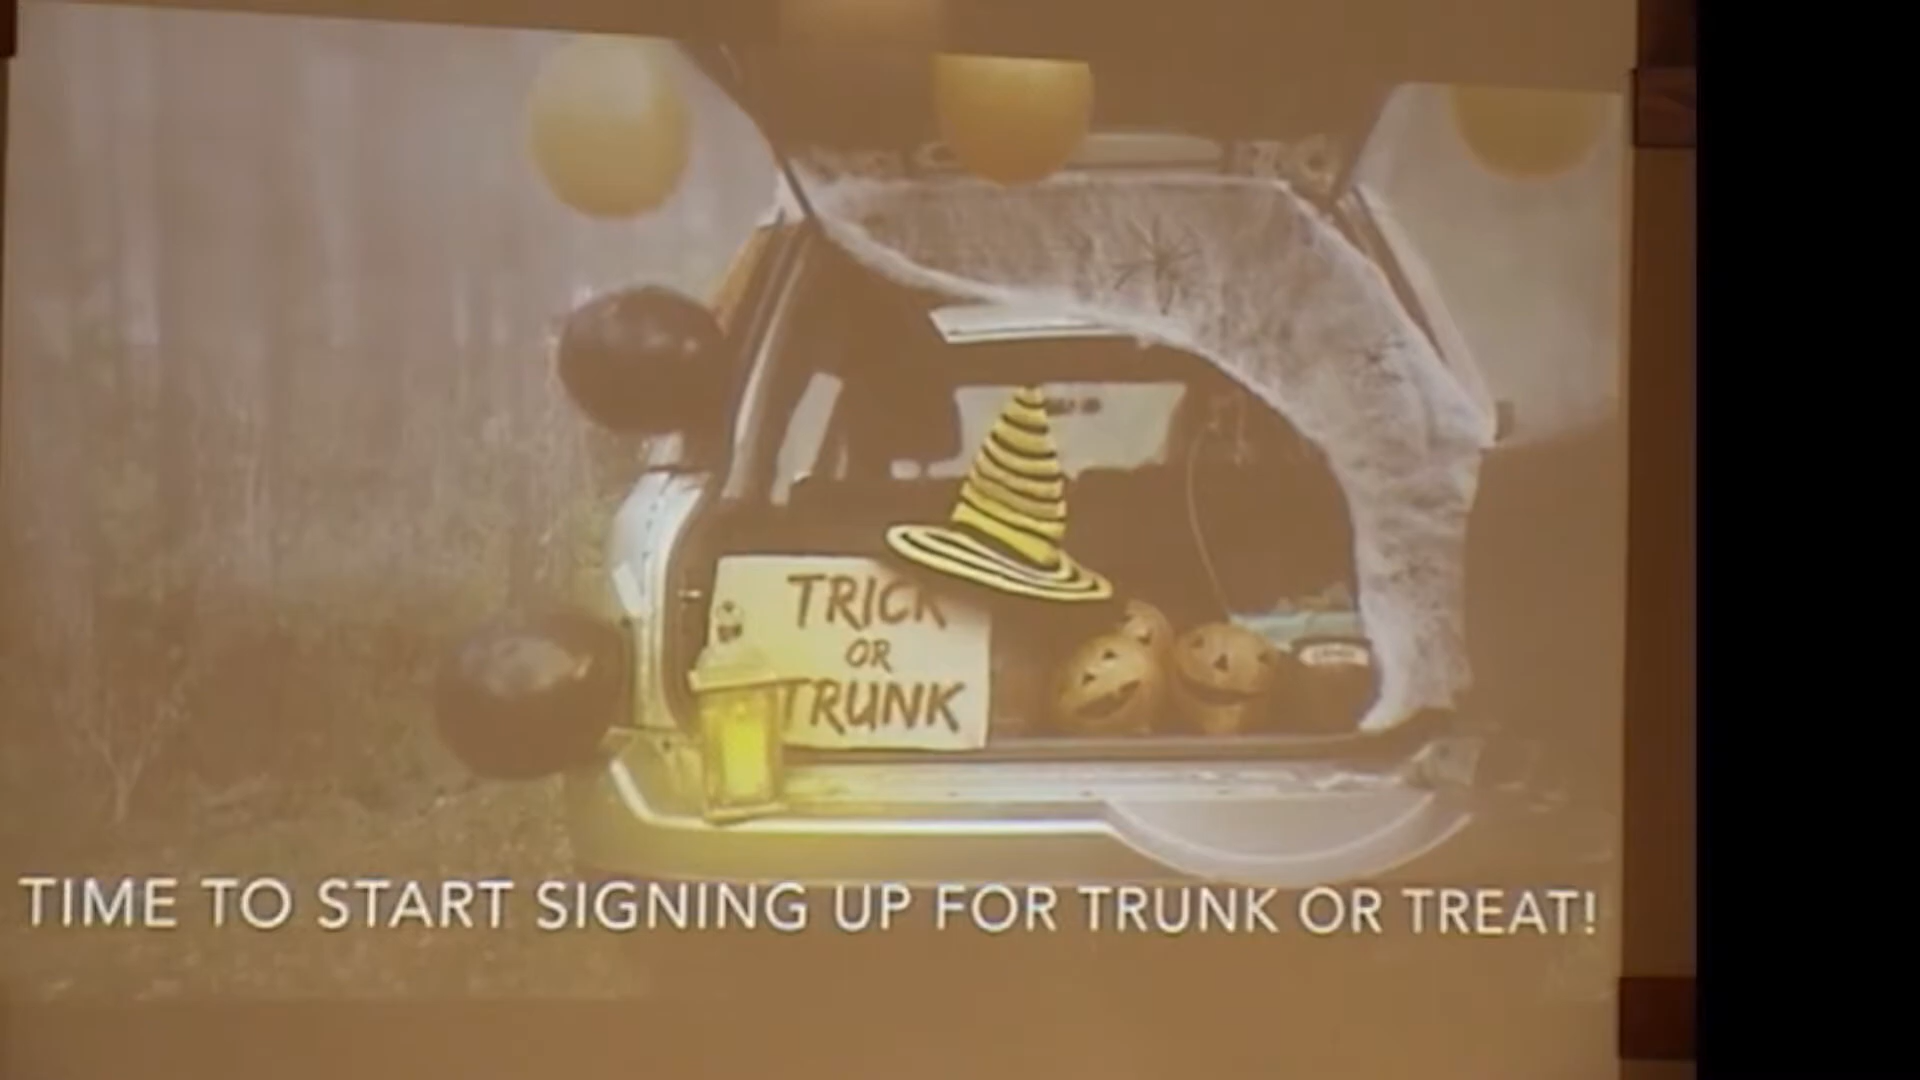 TRICK
OR
TRUNK
TIME TO START SIGNING UP FOR TRUNK OR TREAT!